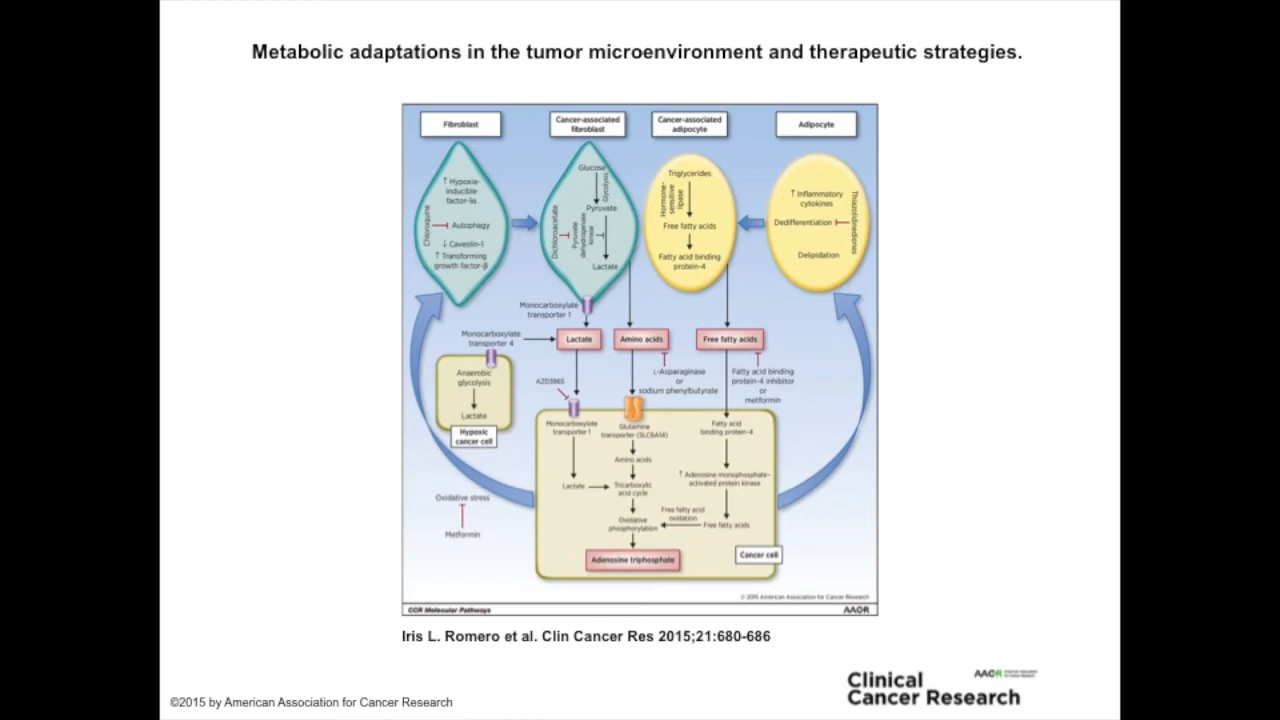 Metabolic adaptations in the tumor microenvironment and therapeutic strategies.
Fibroblast
Cancer-associated
fibroblast
Cancer-associated
adipocyte
Adipocyte
↑ Hypoxia-
inducible
factor-1α
Chloroquine
Autophagy
↓ Caveolin-1
↑ Transforming
growth factor-β
Glucose
Glycolysis
Pyruvate
Dichloroacetate
Pyruvate
dehydrogenase
kinase
Lactate
Triglycerides
Hormone-
sensitive
lipase
Free fatty acids
Fatty acid binding
protein-4
↑ Inflammatory
cytokines
Dedifferentiation
Thiazolidinediones
Delipidation
Monocarboxylate
transporter 1
Monocarboxylate
transporter 4
Lactate
Amino acids
Free fatty acids
Anaerobic
glycolysis
Lactate
Hypoxic
cancer cell
AZD3965
L-Asparaginase
or
sodium phenylbutyrate
Fatty acid binding
protein-4 inhibitor
or
metformin
Monocarboxylate
transporter 1
Glutamine
transporter (SLC6A14)
Fatty acid
binding protein-4
Amino acids
Lactate
Tricarboxylic
acid cycle
↑ Adenosine monophosphate-
activated protein kinase
Oxidative
phosphorylation
Free fatty acid
oxidation
Free fatty acids
Adenosine triphosphate
Cancer cell
Oxidative stress
Metformin
© 2015 American Association for Cancer Research
CCR Molecular Pathways
AACR
Iris L. Romero et al. Clin Cancer Res 2015;21:680-686
©2015 by American Association for Cancer Research
Clinical
Cancer Research
AACR